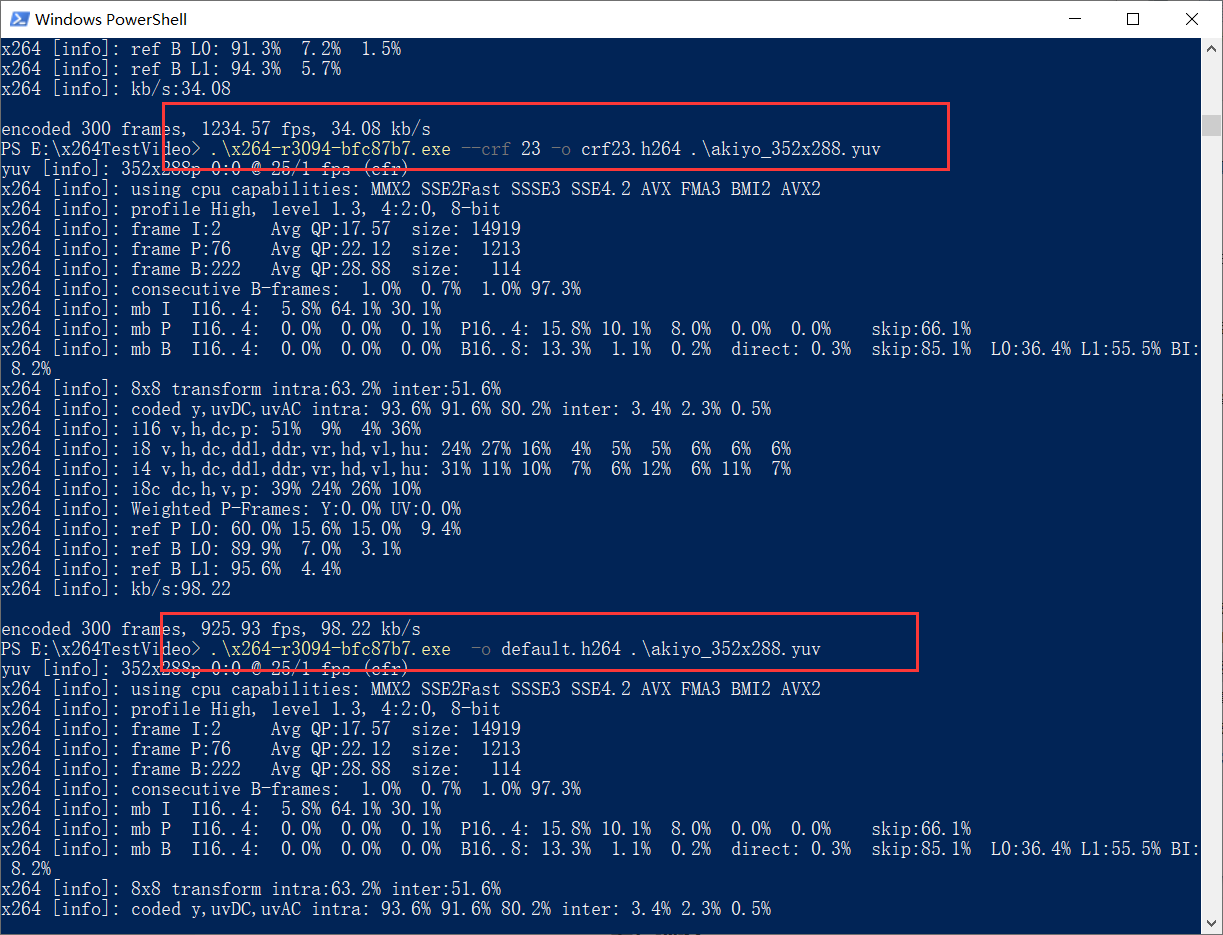 Windows PowerShell
x264 [info]: ref B L0: 91.3%  7.2%  1.5%
x264 [info]: ref B L1: 94.3%  5.7%
x264 [info]: kb/s:34.08
encoded 300 frames, 1234.57 fps, 34.08 kb/s
PS E:\x264TestVideo> .\x264-r3094-bfc87b7.exe --crf 23 -o crf23.h264 .\akiyo_352x288.yuv
yuv [info]: 352x288p 0:0 @ 25/1 fps (cfr)
x264 [info]: using cpu capabilities: MMX2 SSE2Fast SSSE3 SSE4.2 AVX FMA3 BMI2 AVX2
x264 [info]: profile High, level 1.3, 4:2:0, 8-bit
x264 [info]: frame I:2     Avg QP:17.57  size: 14919
x264 [info]: frame P:76    Avg QP:22.12  size:  1213
x264 [info]: frame B:222   Avg QP:28.88  size:   114
x264 [info]: consecutive B-frames:  1.0%  0.7%  1.0% 97.3%
x264 [info]: mb I  I16..4:  5.8% 64.1% 30.1%
x264 [info]: mb P  I16..4:  0.0%  0.0%  0.1%  P16..4: 15.8% 10.1%  8.0%  0.0%  0.0%    skip:66.1%
x264 [info]: mb B  I16..4:  0.0%  0.0%  0.0%  B16..8: 13.3%  1.1%  0.2%  direct: 0.3%  skip:85.1%  L0:36.4% L1:55.5% BI:
8.2%
x264 [info]: 8x8 transform intra:63.2% inter:51.6%
x264 [info]: coded y,uvDC,uvAC intra: 93.6% 91.6% 80.2% inter: 3.4% 2.3% 0.5%
x264 [info]: i16 v,h,dc,p: 51%  9%  4% 36%
x264 [info]: i8 v,h,dc,ddl,ddr,vr,hd,vl,hu: 24% 27% 16%  4%  5%  5%  6%  6%  6%
x264 [info]: i4 v,h,dc,ddl,ddr,vr,hd,vl,hu: 31% 11% 10%  7%  6% 12%  6% 11%  7%
x264 [info]: i8c dc,h,v,p: 39% 24% 26% 10%
x264 [info]: Weighted P-Frames: Y:0.0% UV:0.0%
x264 [info]: ref P L0: 60.0% 15.6% 15.0%  9.4%
x264 [info]: ref B L0: 89.9%  7.0%  3.1%
x264 [info]: ref B L1: 95.6%  4.4%
x264 [info]: kb/s:98.22
encoded 300 frames, 925.93 fps, 98.22 kb/s
PS E:\x264TestVideo> .\x264-r3094-bfc87b7.exe  -o default.h264 .\akiyo_352x288.yuv
yuv [info]: 352x288p 0:0 @ 25/1 fps (cfr)
x264 [info]: using cpu capabilities: MMX2 SSE2Fast SSSE3 SSE4.2 AVX FMA3 BMI2 AVX2
x264 [info]: profile High, level 1.3, 4:2:0, 8-bit
x264 [info]: frame I:2     Avg QP:17.57  size: 14919
x264 [info]: frame P:76    Avg QP:22.12  size:  1213
x264 [info]: frame B:222   Avg QP:28.88  size:   114
x264 [info]: consecutive B-frames:  1.0%  0.7%  1.0% 97.3%
x264 [info]: mb I  I16..4:  5.8% 64.1% 30.1%
x264 [info]: mb P  I16..4:  0.0%  0.0%  0.1%  P16..4: 15.8% 10.1%  8.0%  0.0%  0.0%    skip:66.1%
x264 [info]: mb B  I16..4:  0.0%  0.0%  0.0%  B16..8: 13.3%  1.1%  0.2%  direct: 0.3%  skip:85.1%  L0:36.4% L1:55.5% BI:
8.2%
x264 [info]: 8x8 transform intra:63.2% inter:51.6%
x264 [info]: coded y,uvDC,uvAC intra: 93.6% 91.6% 80.2% inter: 3.4% 2.3% 0.5%